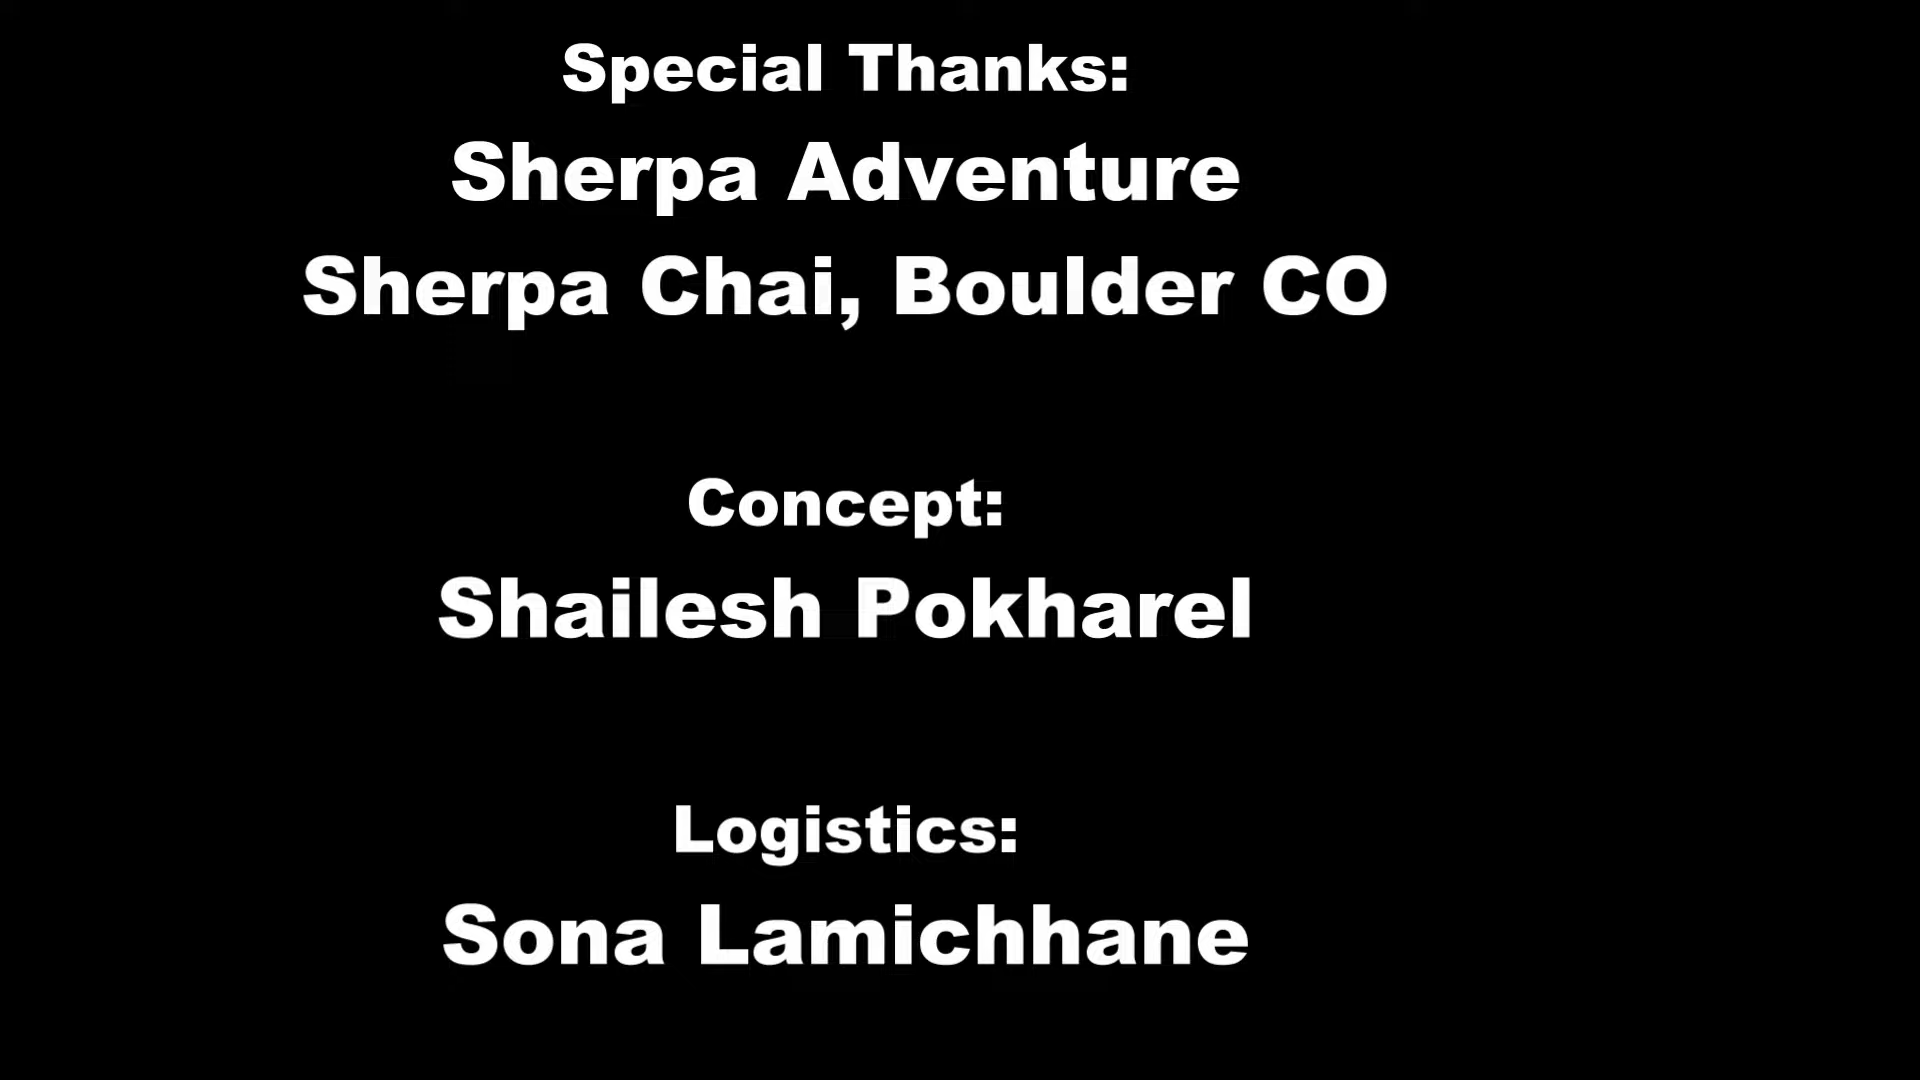 Special Thanks:
Sherpa Adventure
Sherpa Chai, Boulder CO
Concept:
Shailesh Pokharel
Logistics:
Sona Lamichhane